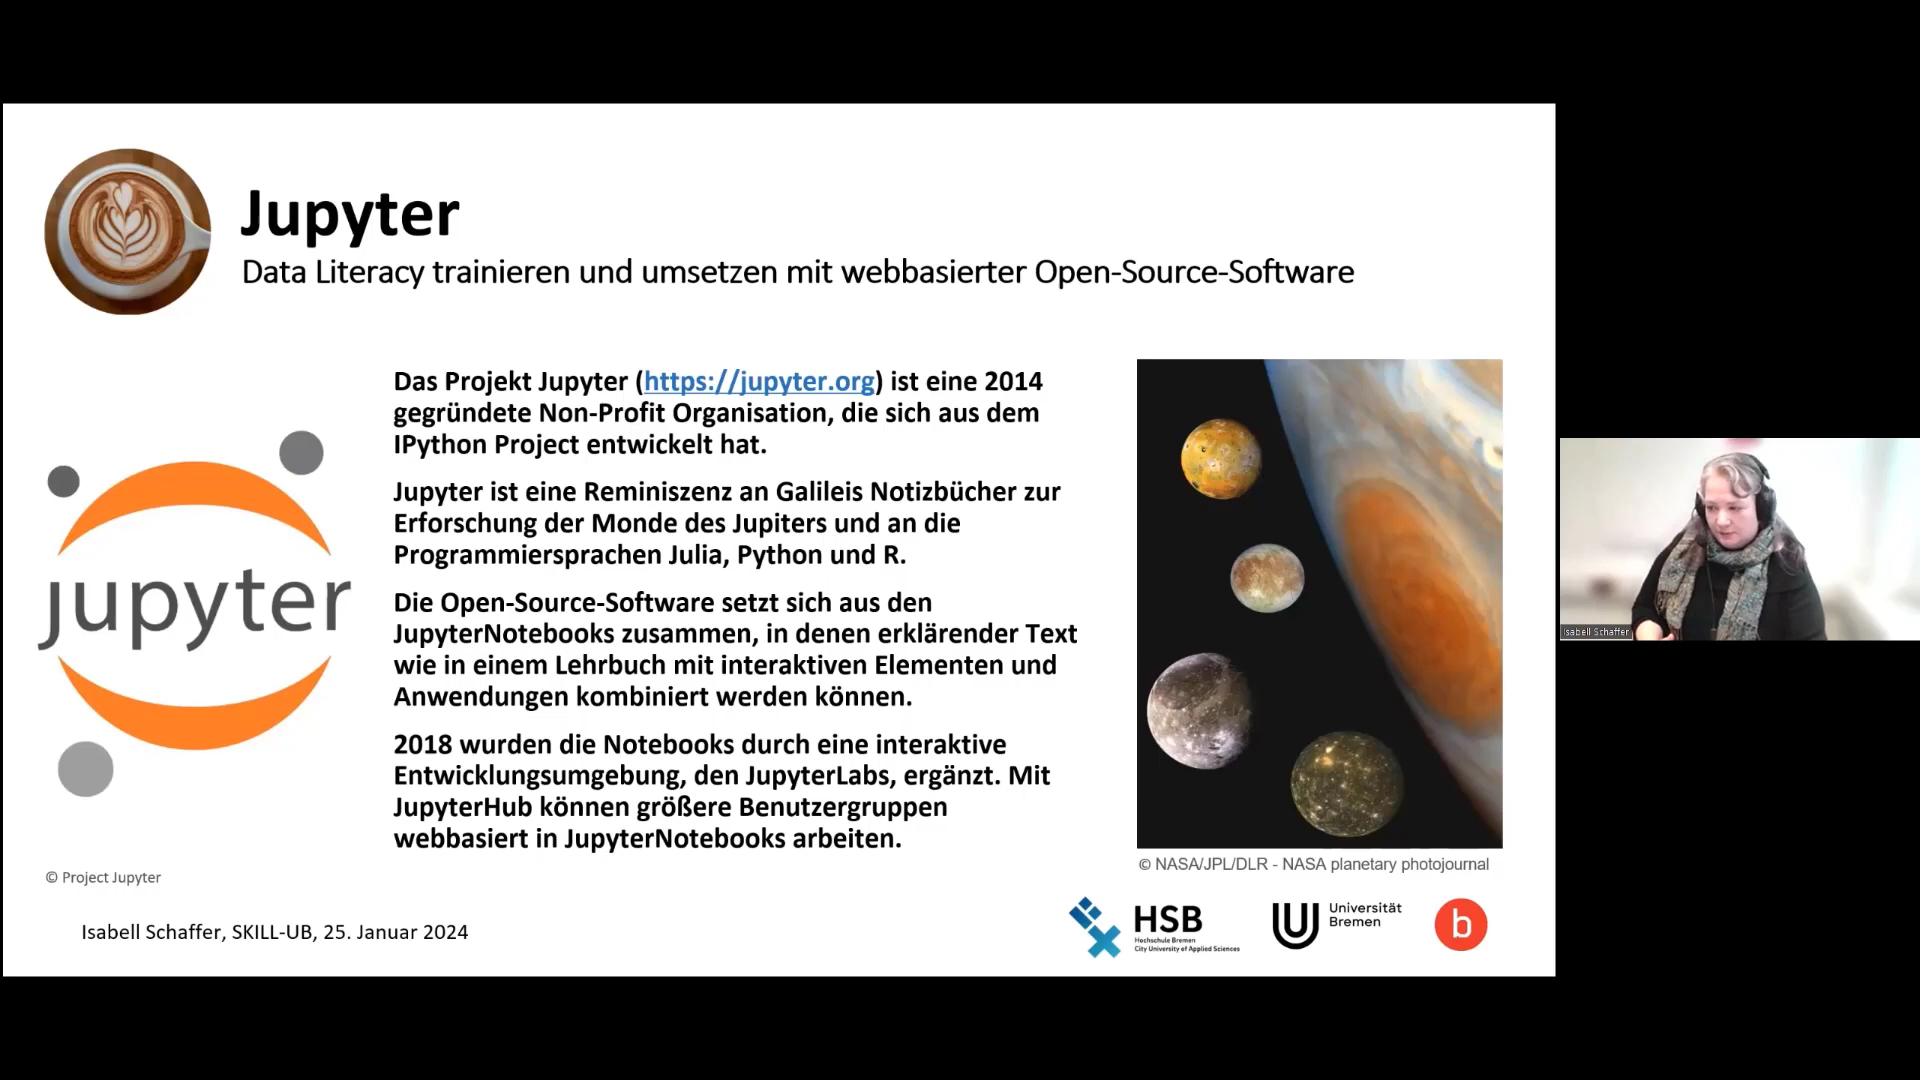 Jupyter
Data Literacy trainieren und umsetzen mit webbasierter Open-Source-Software
Das Projekt Jupyter (https://jupyter.org) ist eine 2014
gegründete Non-Profit Organisation, die sich aus dem
IPython Project entwickelt hat.
Jupyter ist eine Reminiszenz an Galileis Notizbücher zur
Erforschung der Monde des Jupiters und an die
Programmiersprachen Julia, Python und R.
Die Open-Source-Software setzt sich aus den
JupyterNotebooks zusammen, in denen erklärender Text
wie in einem Lehrbuch mit interaktiven Elementen und
Anwendungen kombiniert werden können.
2018 wurden die Notebooks durch eine interaktive
Entwicklungsumgebung, den JupyterLabs, ergänzt. Mit
JupyterHub können größere Benutzergruppen
webbasiert in JupyterNotebooks arbeiten.
jupyter
© Project Jupyter
© NASA/JPL/DLR - NASA planetary photojournal
Isabell Schaffer, SKILL-UB, 25. Januar 2024
HSB
Hochschule Bremen
City University of Applied Sciences
Universität
Bremen
b
Isabell Schaffer